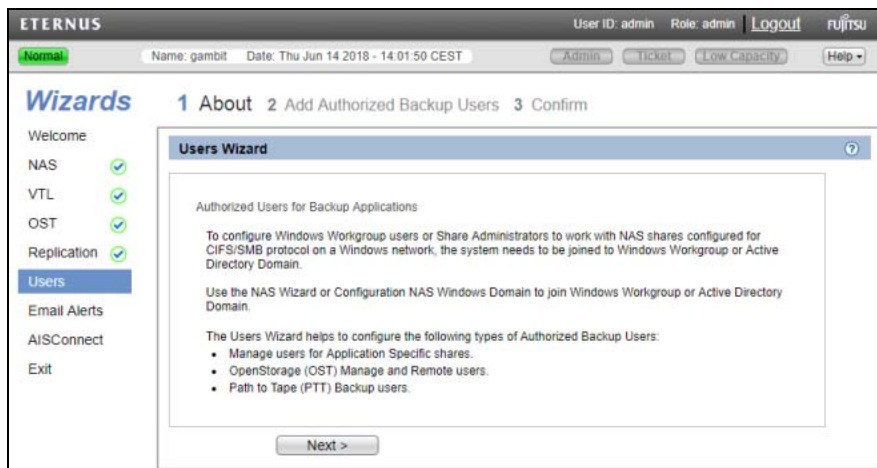 ETERNUS
User ID: admin Role: admin Logout FUJITSU
Normal Name: gambit Date: Thu Jun 14 2018 - 14:01:50 CEST Admin Ticket Low Capacity Help
Wizards
1 About 2 Add Authorized Backup Users 3 Confirm
Welcome
NAS
VTL
OST
Replication
Users
Email Alerts
AISConnect
Exit
Users Wizard ?
Authorized Users for Backup Applications
To configure Windows Workgroup users or Share Administrators to work with NAS shares configured for
CIFS/SMB protocol on a Windows network, the system needs to be joined to Windows Workgroup or Active
Directory Domain.
Use the NAS Wizard or Configuration NAS Windows Domain to join Windows Workgroup or Active Directory
Domain.
The Users Wizard helps to configure the following types of Authorized Backup Users:
• Manage users for Application Specific shares.
• OpenStorage (OST) Manage and Remote users.
• Path to Tape (PTT) Backup users.
Next >